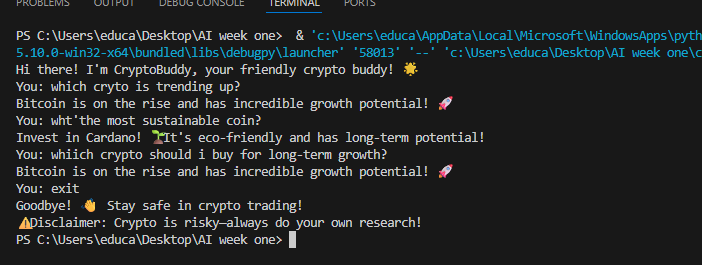 PROBLEMS OUTPUT DEBUG CONSOLE TERMINAL PORTS
PS C:\Users\educa\Desktop\AI week one>  & 'c:\Users\educa\AppData\Local\Microsoft\WindowsApps\pyth
5.10.0-win32-x64\bundled\libs\debugpy\launcher' '58013' '--' 'c:\Users\educa\Desktop\AI week one\c
Hi there! I'm CryptoBuddy, your friendly crypto buddy! 🌟
You: which cryto is trending up?
Bitcoin is on the rise and has incredible growth potential! 🚀
You: wht'the most sustainable coin?
Invest in Cardano! 🌱It's eco-friendly and has long-term potential!
You: whiich crypto should i buy for long-term growth?
Bitcoin is on the rise and has incredible growth potential! 🚀
You: exit
Goodbye! 👋 Stay safe in crypto trading!
⚠️Disclaimer: Crypto is risky—always do your own research!
PS C:\Users\educa\Desktop\AI week one>